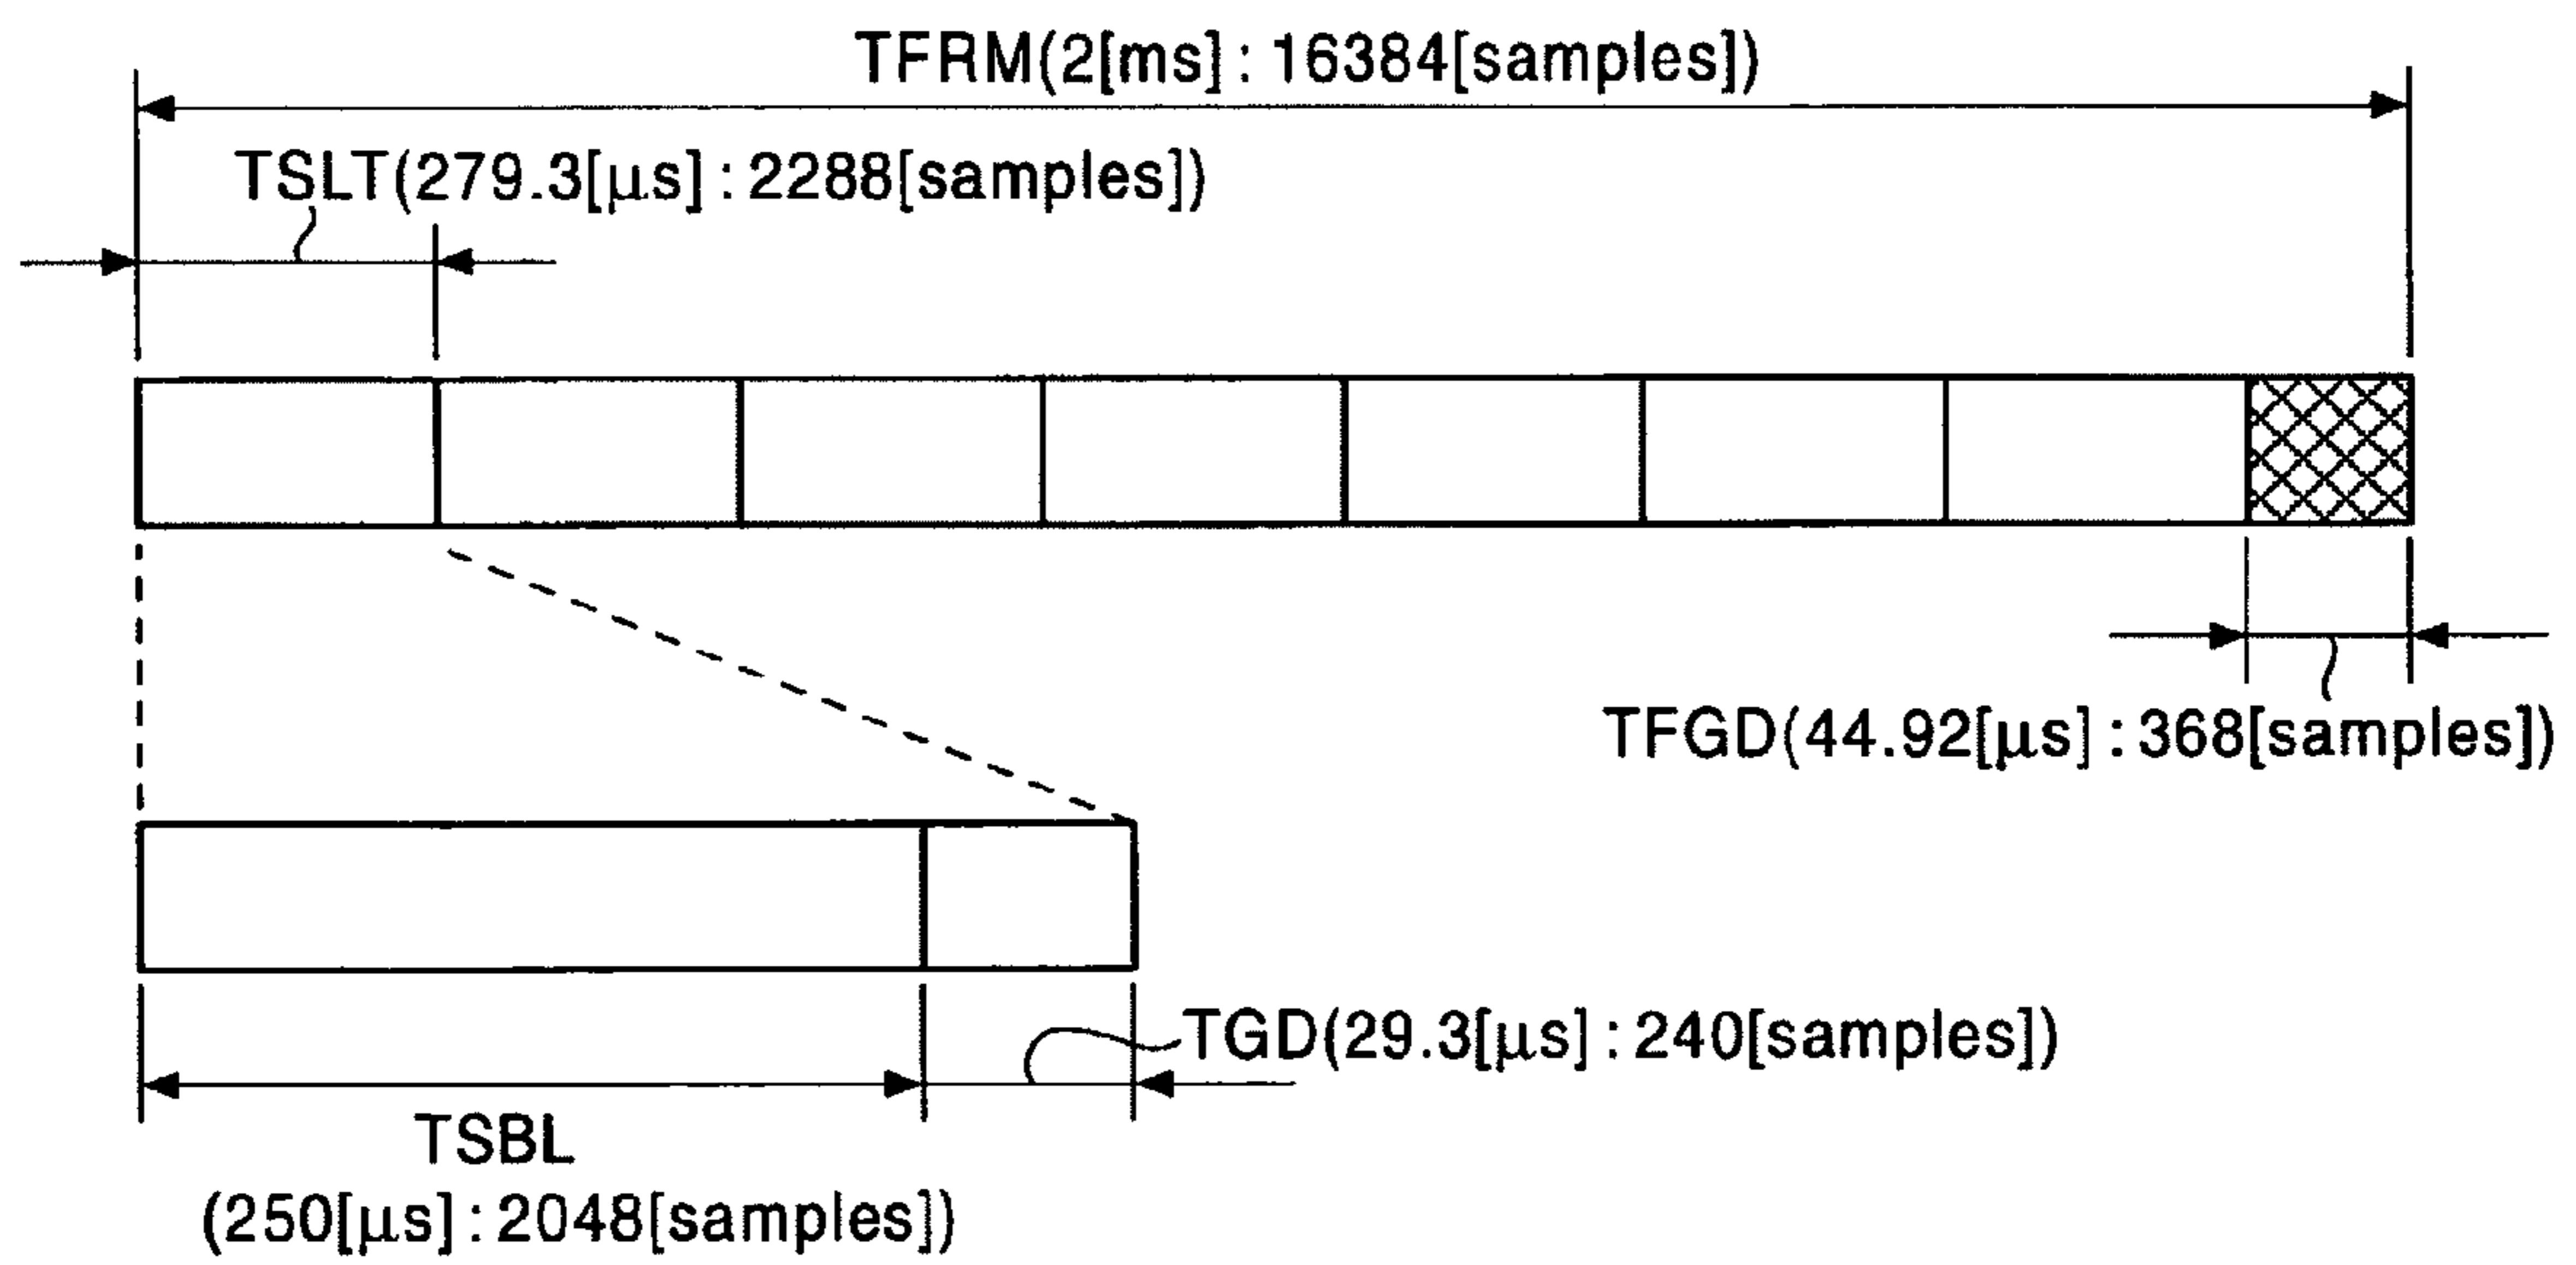 TFRM(2[ms]:16384[samples])
TSLT(279.3[μs]:2288[samples])
TFGD(44.92[μs]:368[samples])
TGD(29.3[μs]:240[samples])
TSBL
(250[μs]:2048[samples])